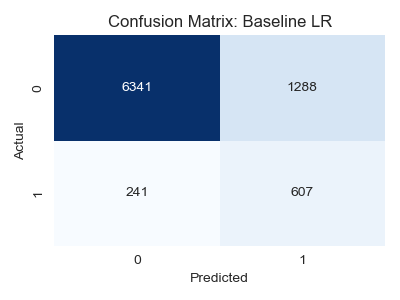 Confusion Matrix: Baseline LR
Actual
0
6341
1288
1
241
607
0
1
Predicted